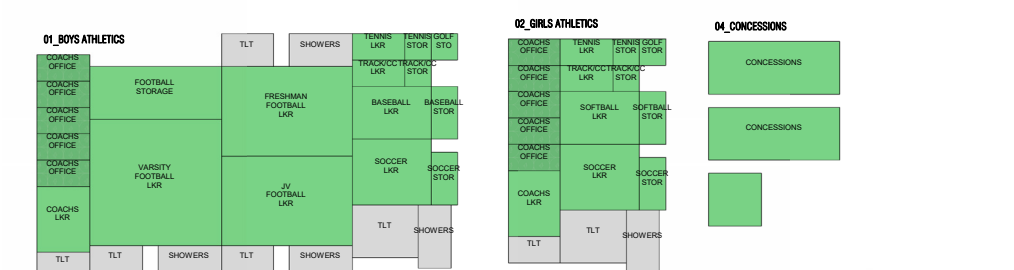 01_BOYS ATHLETICS
COACHS
OFFICE
COACHS
OFFICE
COACHS
OFFICE
COACHS
OFFICE
COACHS
OFFICE
COACHS
LKR
TLT
FOOTBALL
STORAGE
VARSITY
FOOTBALL
LKR
TLT
SHOWERS
TLT
SHOWERS
FRESHMAN
FOOTBALL
LKR
JV
FOOTBALL
LKR
TLT
SHOWERS
TENNIS
LKR
TENNIS
STOR
GOLF
STO
TRACK/CC
LKR
TRACK/CC
STOR
BASEBALL
LKR
BASEBALL
STOR
SOCCER
LKR
SOCCER
STOR
TLT
SHOWERS
02_GIRLS ATHLETICS
COACHS
OFFICE
COACHS
OFFICE
COACHS
OFFICE
COACHS
OFFICE
COACHS
OFFICE
COACHS
LKR
TLT
TENNIS
LKR
TENNIS
STOR
GOLF
STOR
TRACK/CC
LKR
TRACK/CC
STOR
SOFTBALL
LKR
SOFTBALL
STOR
SOCCER
LKR
SOCCER
STOR
TLT
SHOWERS
04_CONCESSIONS
CONCESSIONS
CONCESSIONS